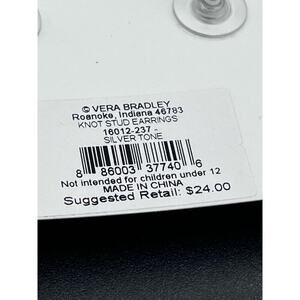 © VERA BRADLEY
Roanoke, Indiana 46783
KNOT STUD EARRINGS
16012-237 -
SILVER TONE
8 86003 37740 6
Not intended for children under 12
MADE IN CHINA
Suggested Retail: $24.00